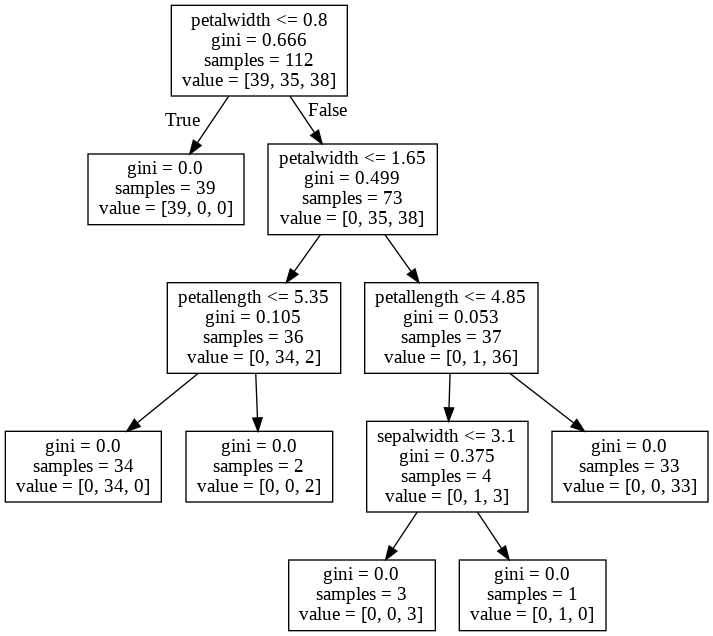 petalwidth <= 0.8
gini = 0.666
samples = 112
value = [39, 35, 38]
True
False
gini = 0.0
samples = 39
value = [39, 0, 0]
petalwidth <= 1.65
gini = 0.499
samples = 73
value = [0, 35, 38]
petallength <= 5.35
gini = 0.105
samples = 36
value = [0, 34, 2]
petallength <= 4.85
gini = 0.053
samples = 37
value = [0, 1, 36]
gini = 0.0
samples = 34
value = [0, 34, 0]
gini = 0.0
samples = 2
value = [0, 0, 2]
sepalwidth <= 3.1
gini = 0.375
samples = 4
value = [0, 1, 3]
gini = 0.0
samples = 33
value = [0, 0, 33]
gini = 0.0
samples = 3
value = [0, 0, 3]
gini = 0.0
samples = 1
value = [0, 1, 0]